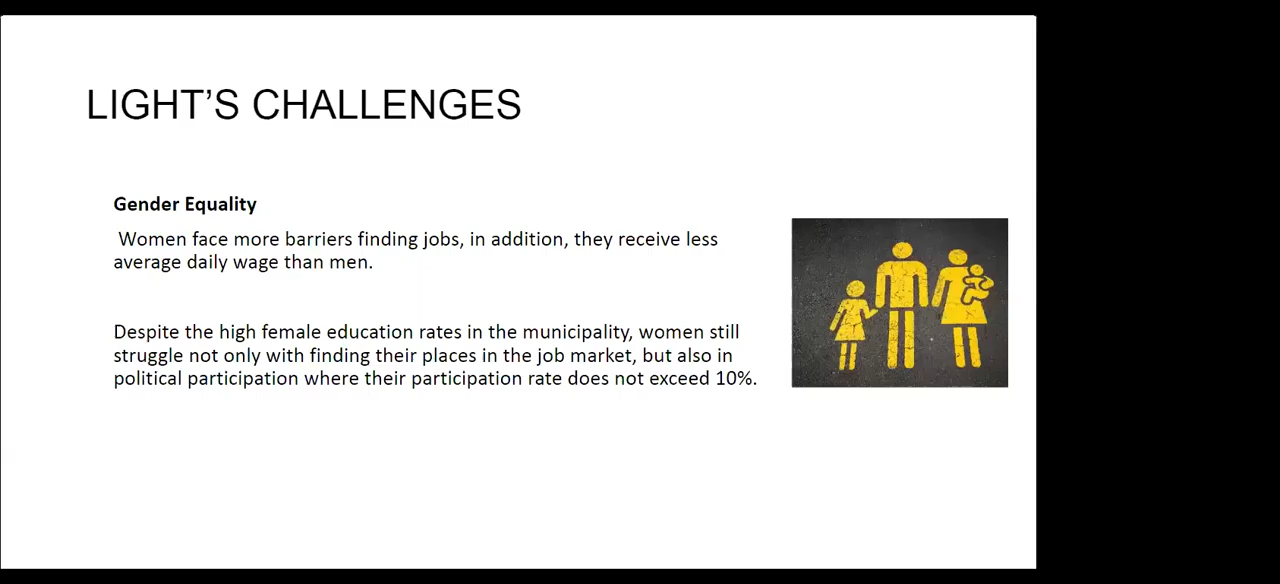 LIGHT’S CHALLENGES
Gender Equality
Women face more barriers finding jobs, in addition, they receive less
average daily wage than men.
Despite the high female education rates in the municipality, women still
struggle not only with finding their places in the job market, but also in
political participation where their participation rate does not exceed 10%.